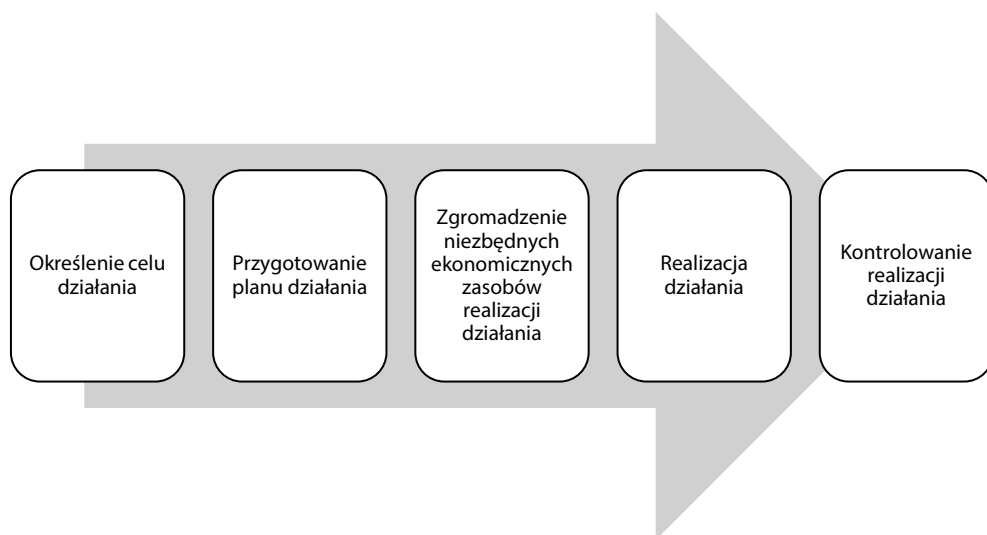 Określenie celu
działania
Przygotowanie
planu działania
Zgromadzenie
niezbędnych
ekonomicznych
zasobów
realizacji
działania
Realizacja
działania
Kontrolowanie
realizacji
działania